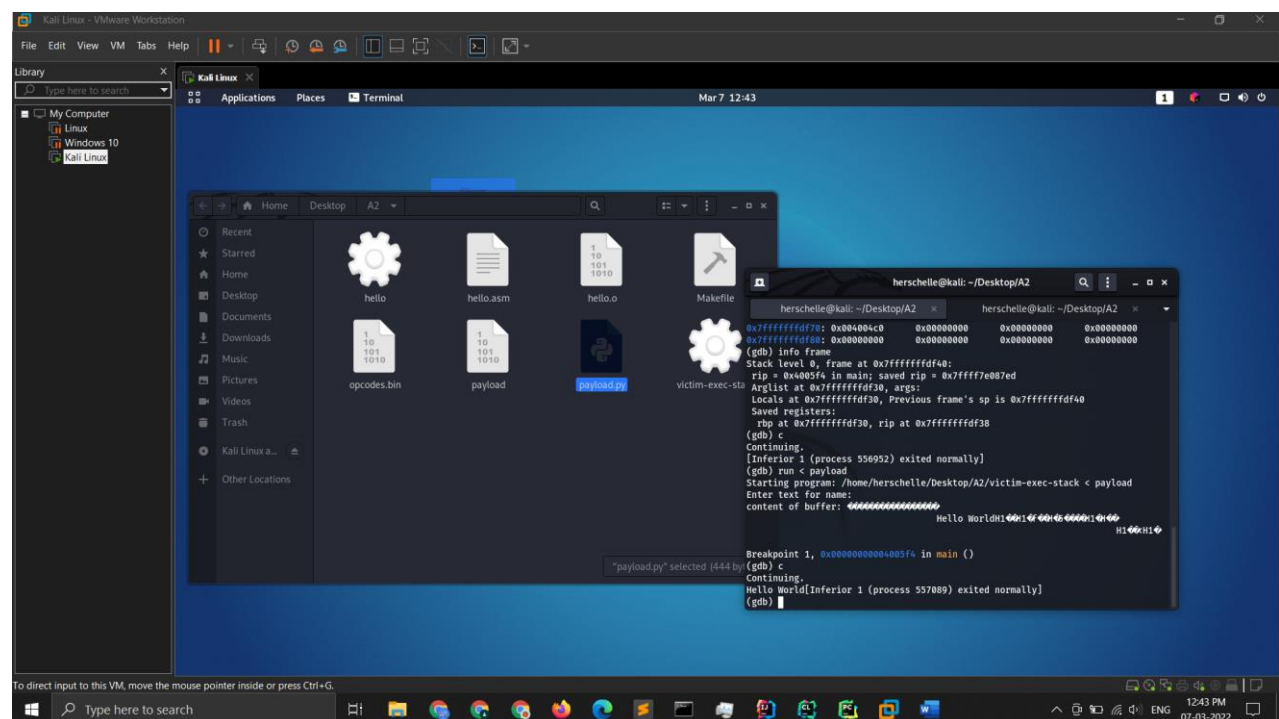 Kali Linux - VMware Workstation
File Edit View VM Tabs Help
Library X
Type here to search
My Computer
Linux
Windows 10
Kali Linux
Kali Linux
Applications Places Terminal Mar 7 12:43 1
Home Desktop A2
Recent
Starred
Home
Desktop
Documents
Downloads
Music
Pictures
Videos
Trash
Kali Linux a...
Other Locations
hello hello.asm hello.o Makefile
opcodes.bin payload payload.py victim-exec-sta
"payload.py" selected (444 by
herschelle@kali: ~/Desktop/A2
herschelle@kali: ~/Desktop/A2 herschelle@kali: ~/Desktop/A2
0x7fffffffdf70: 0x004004c0 0x00000000 0x00000000 0x00000000
0x7fffffffdf80: 0x00000000 0x00000000 0x00000000 0x00000000
(gdb) info frame
Stack level 0, frame at 0x7fffffffdf40:
rip = 0x4005f4 in main; saved rip = 0x7ffff7e087ed
Arglist at 0x7fffffffdf30, args:
Locals at 0x7fffffffdf30, Previous frame's sp is 0x7fffffffdf40
Saved registers:
rbp at 0x7fffffffdf30, rip at 0x7fffffffdf38
(gdb) c
Continuing.
[Inferior 1 (process 556952) exited normally]
(gdb) run < payload
Starting program: /home/herschelle/Desktop/A2/victim-exec-stack < payload
Enter text for name:
content of buffer:
Hello WorldH1
Breakpoint 1, 0x00000000004005f4 in main ()
(gdb) c
Continuing.
Hello World[Inferior 1 (process 557089) exited normally]
(gdb)
To direct input to this VM, move the mouse pointer inside or press Ctrl+G.
Type here to search
ENG
12:43 PM
07-03-2022